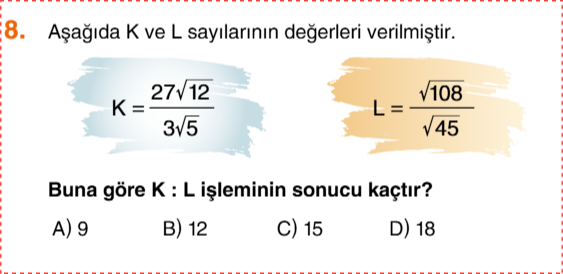 8. Aşağıda K ve L sayılarının değerleri verilmiştir.
K = 27√12 / 3√5
L = √108 / √45
Buna göre K : L işleminin sonucu kaçtır?
A) 9 B) 12 C) 15 D) 18